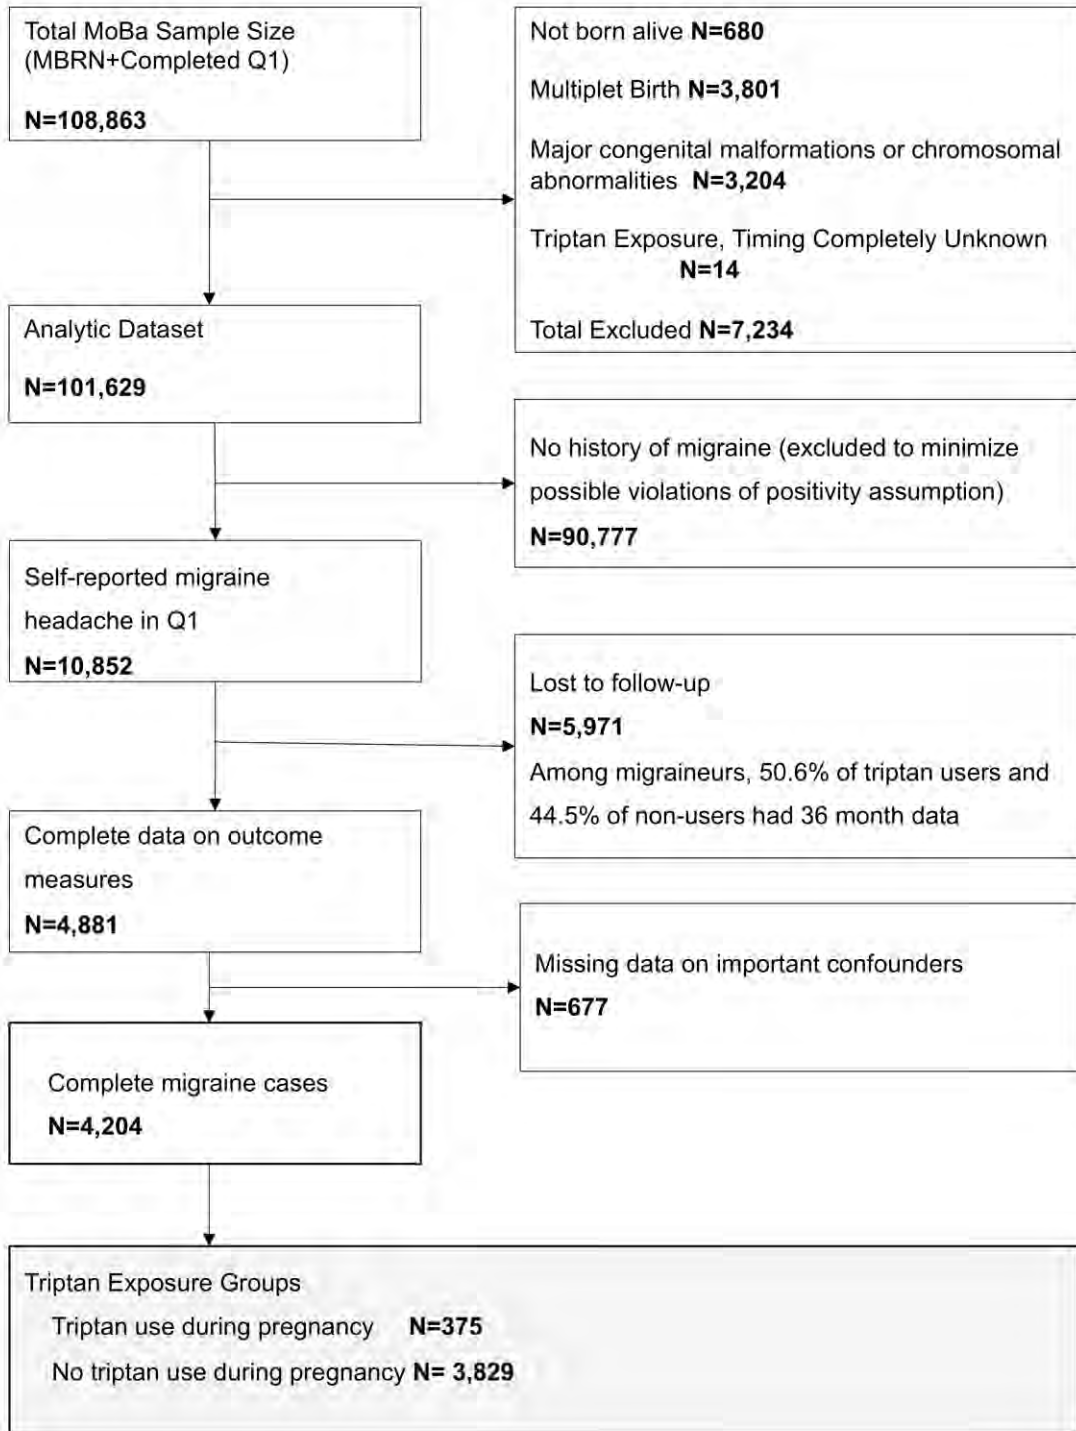 Total MoBa Sample Size
(MBRN+Completed Q1)
N=108,863
Not born alive N=680
Multiplet Birth N=3,801
Major congenital malformations or chromosomal
abnormalities N=3,204
Triptan Exposure, Timing Completely Unknown
N=14
Total Excluded N=7,234
Analytic Dataset
N=101,629
No history of migraine (excluded to minimize
possible violations of positivity assumption)
N=90,777
Self-reported migraine
headache in Q1
N=10,852
Lost to follow-up
N=5,971
Among migraineurs, 50.6% of triptan users and
44.5% of non-users had 36 month data
Complete data on outcome
measures
N=4,881
Missing data on important confounders
N=677
Complete migraine cases
N=4,204
Triptan Exposure Groups
Triptan use during pregnancy N=375
No triptan use during pregnancy N= 3,829